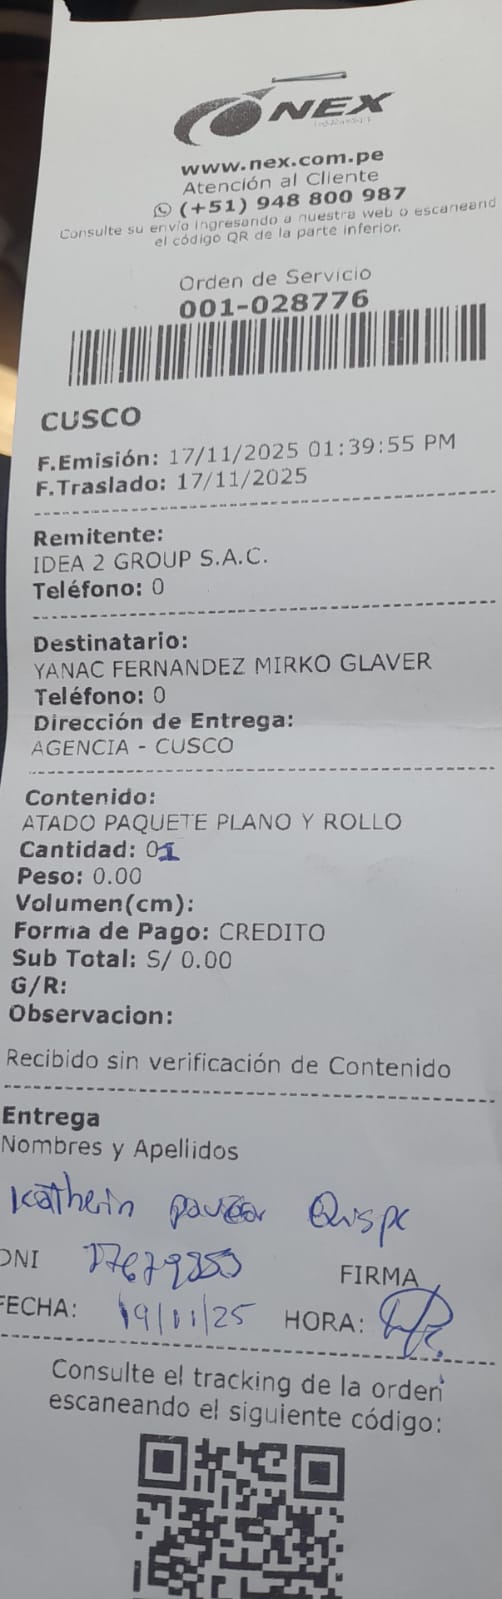 NEX
www.nex.com.pe
Atención al Cliente
(+51) 948 800 987
Consulte su envío ingresando a nuestra web o escaneand
el código QR de la parte inferior.
Orden de Servicio
001-028776
CUSCO
F.Emisión: 17/11/2025 01:39:55 PM
F.Traslado: 17/11/2025
Remitente:
IDEA 2 GROUP S.A.C.
Teléfono: 0
Destinatario:
YANAC FERNANDEZ MIRKO GLAVER
Teléfono: 0
Dirección de Entrega:
AGENCIA - CUSCO
Contenido:
ATADO PAQUETE PLANO Y ROLLO
Cantidad: 01
Peso: 0.00
Volumen(cm):
Forma de Pago: CREDITO
Sub Total: S/ 0.00
G/R:
Observacion:
Recibido sin verificación de Contenido
Entrega
Nombres y Apellidos
Katherin Quispe
DNI FIRMA
FECHA: 19/11/25 HORA:
Consulte el tracking de la orden
escaneando el siguiente código: